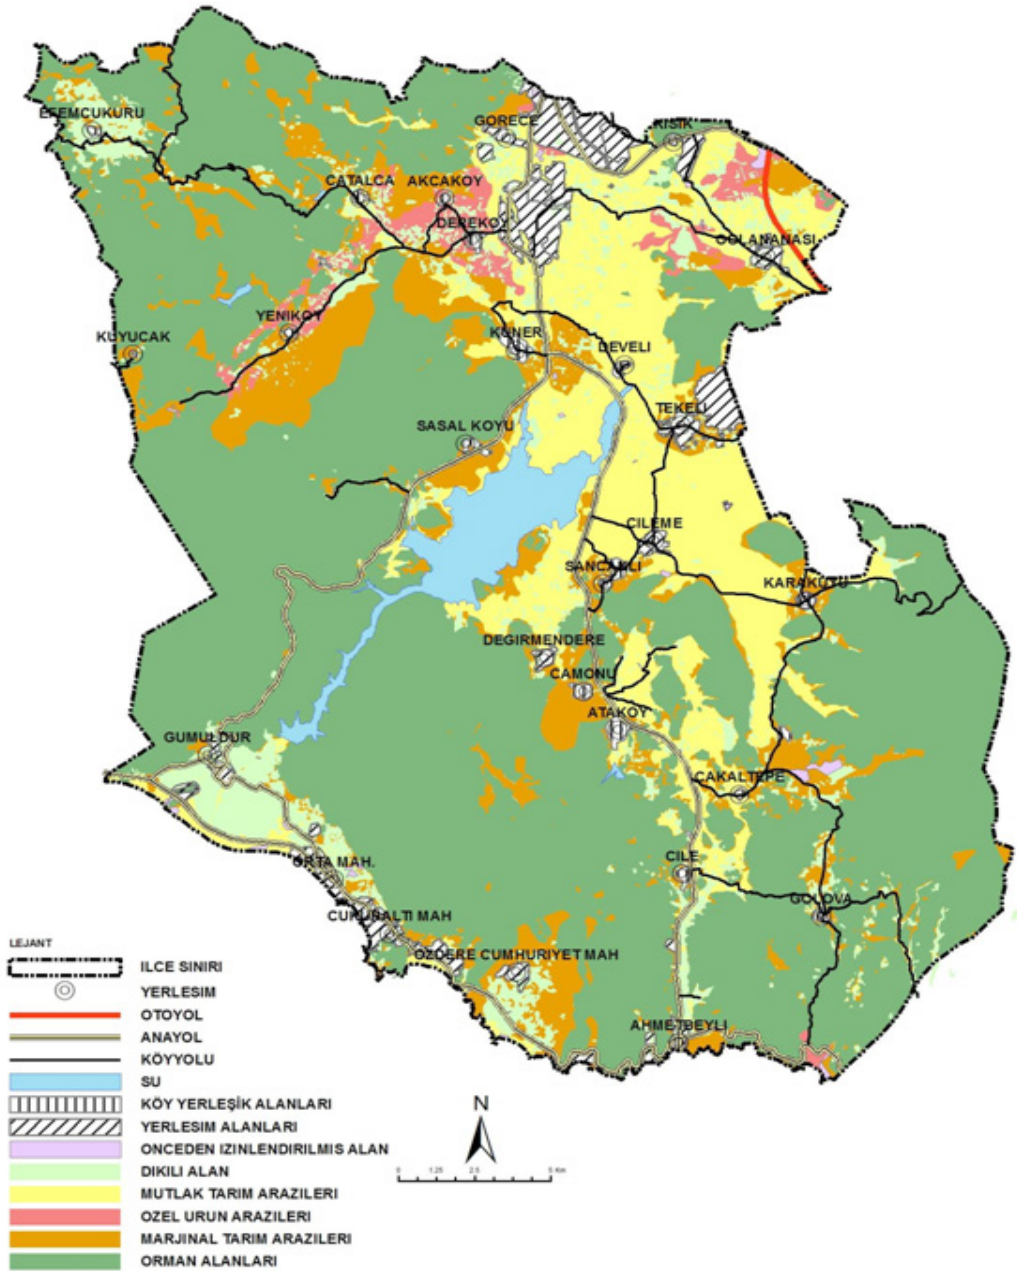 EFEMCUKURU
GORECE
KISIK
CATALCA
AKCAKOY
DEREKOY
OGLANANASI
YENIKOY
KUYUCAK
KUNER
DEVELI
TEKELI
SASAL KOYU
CILEME
SANCAKLI
KARAKUYU
DEGIRMENDERE
CAMONU
ATAKOY
GUMULDUR
CAKALTEPE
CILE
ORTA MAH.
GOLOVA
CUKURALTI MAH
OZDERE CUMHURIYET MAH
AHMETBEYLI
LEJANT
ILCE SINIRI
YERLESIM
OTOYOL
ANAYOL
KÖYYOLU
SU
KÖY YERLEŞİK ALANLARI
YERLESIM ALANLARI
ONCEDEN IZINLENDIRILMIS ALAN
DIKILI ALAN
MUTLAK TARIM ARAZILERI
OZEL URUN ARAZILERI
MARJINAL TARIM ARAZILERI
ORMAN ALANLARI
N
0 1.25 2.5 5 Km